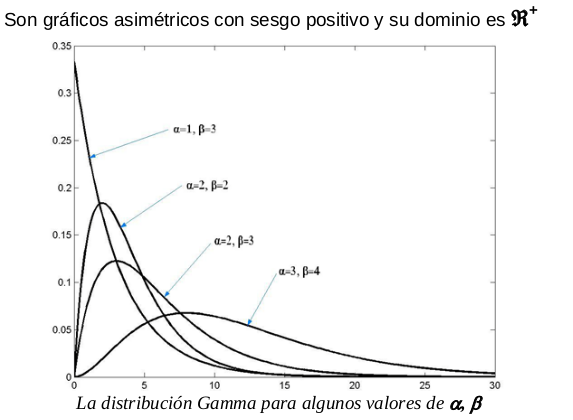 Son gráficos asimétricos con sesgo positivo y su dominio es ℜ⁺
0.35
0.3
0.25
0.2
0.15
0.1
0.05
0
α=1, β=3
α=2, β=2
α=2, β=3
α=3, β=4
0 5 10 15 20 25 30
La distribución Gamma para algunos valores de α, β